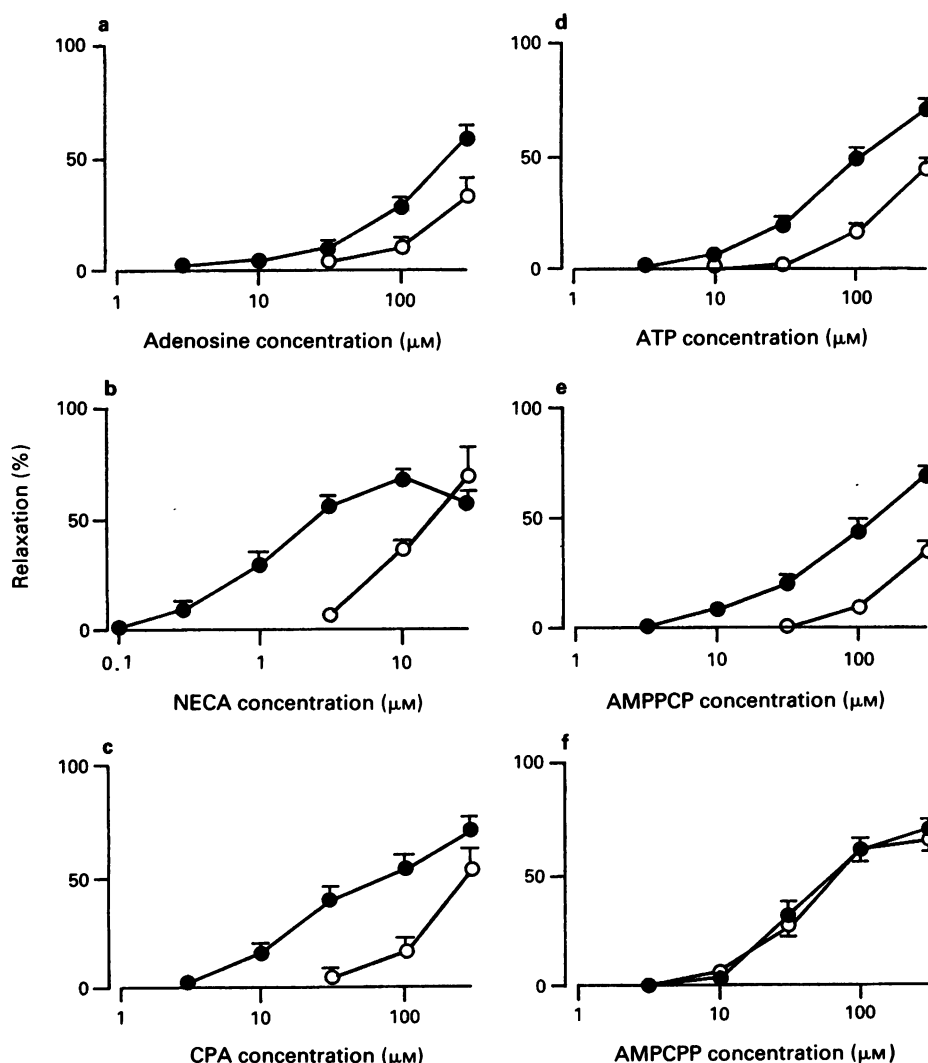 a
100
50
0
1
10
100
Adenosine concentration (μM)
b
100
50
0
0.1
1
10
NECA concentration (μM)
c
100
50
0
1
10
100
CPA concentration (μM)
Relaxation (%)
d
100
50
0
1
10
100
ATP concentration (μM)
e
100
50
0
1
10
100
AMPPCP concentration (μM)
f
100
50
0
1
10
100
AMPCPP concentration (μM)